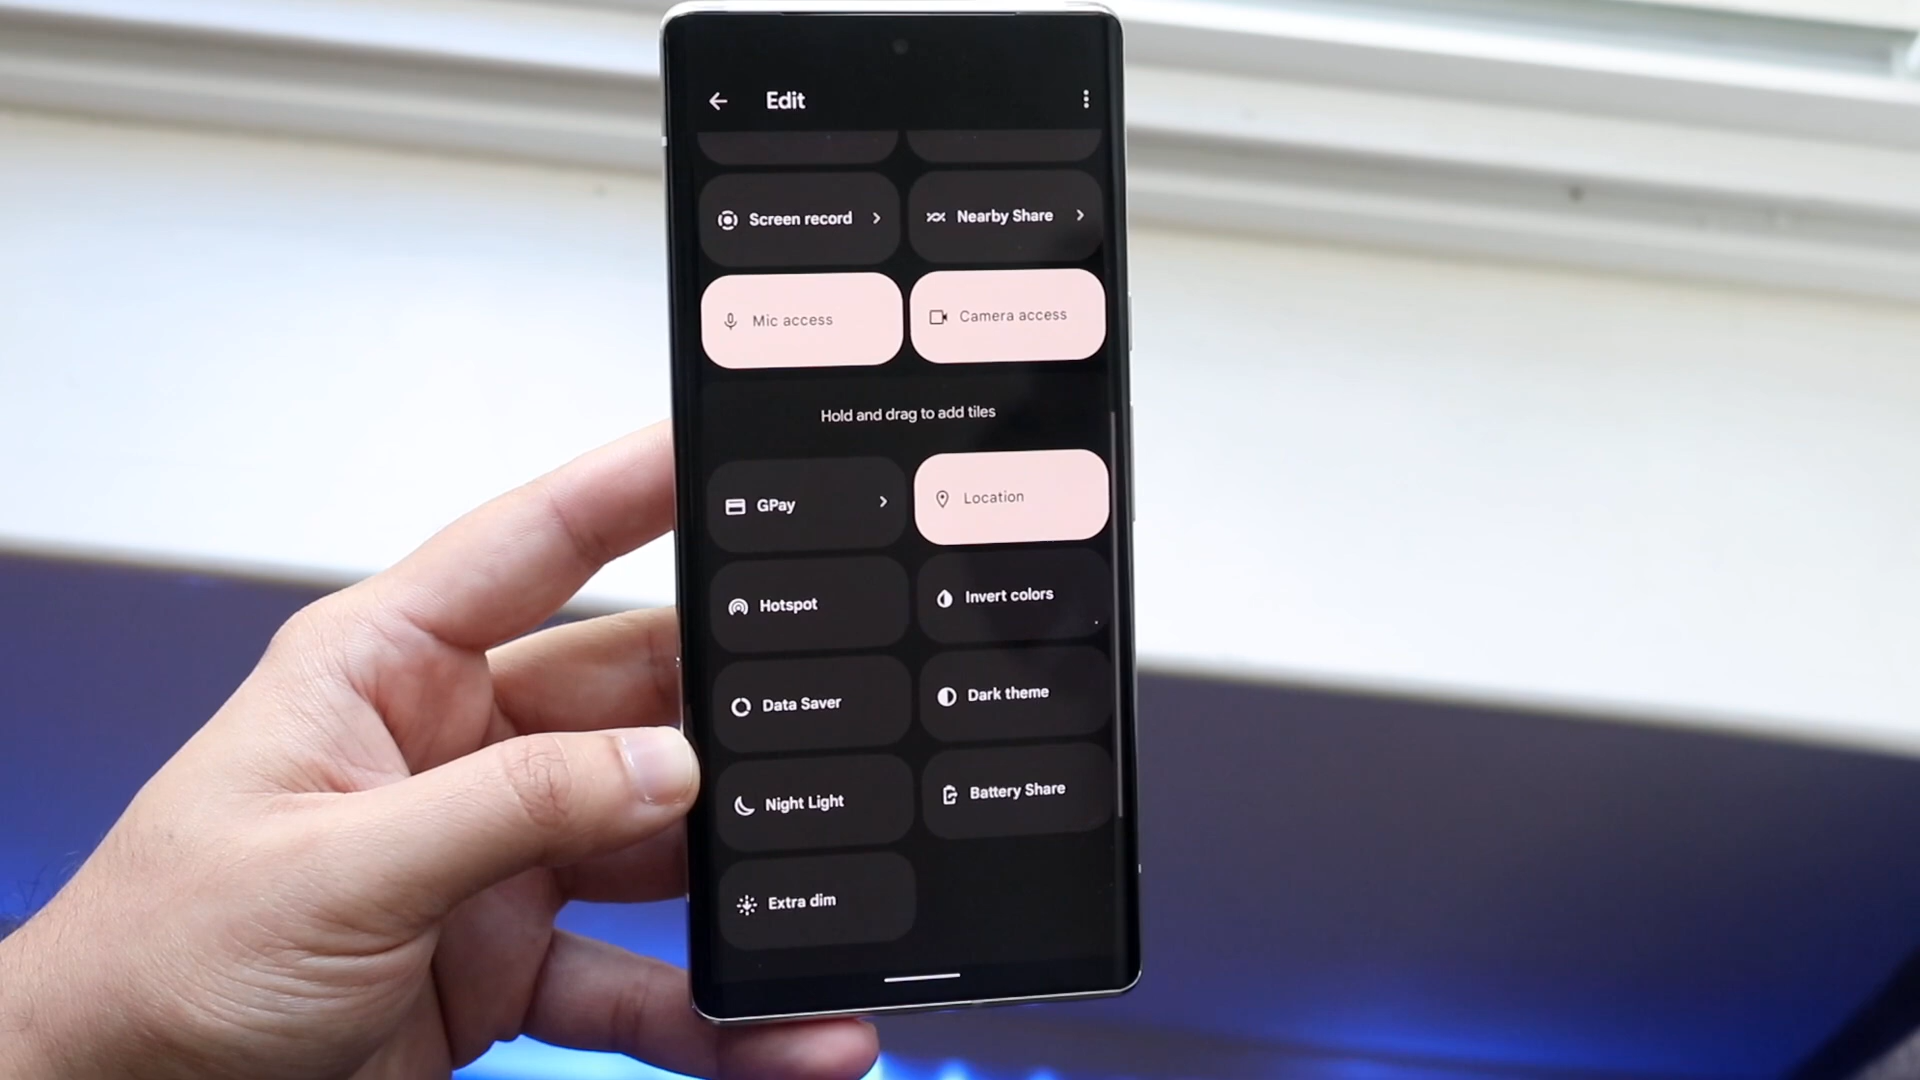 Edit
Screen record
Nearby Share
Mic access
Camera access
Hold and drag to add tiles
GPay
Location
Hotspot
Invert colors
Data Saver
Dark theme
Night Light
Battery Share
Extra dim